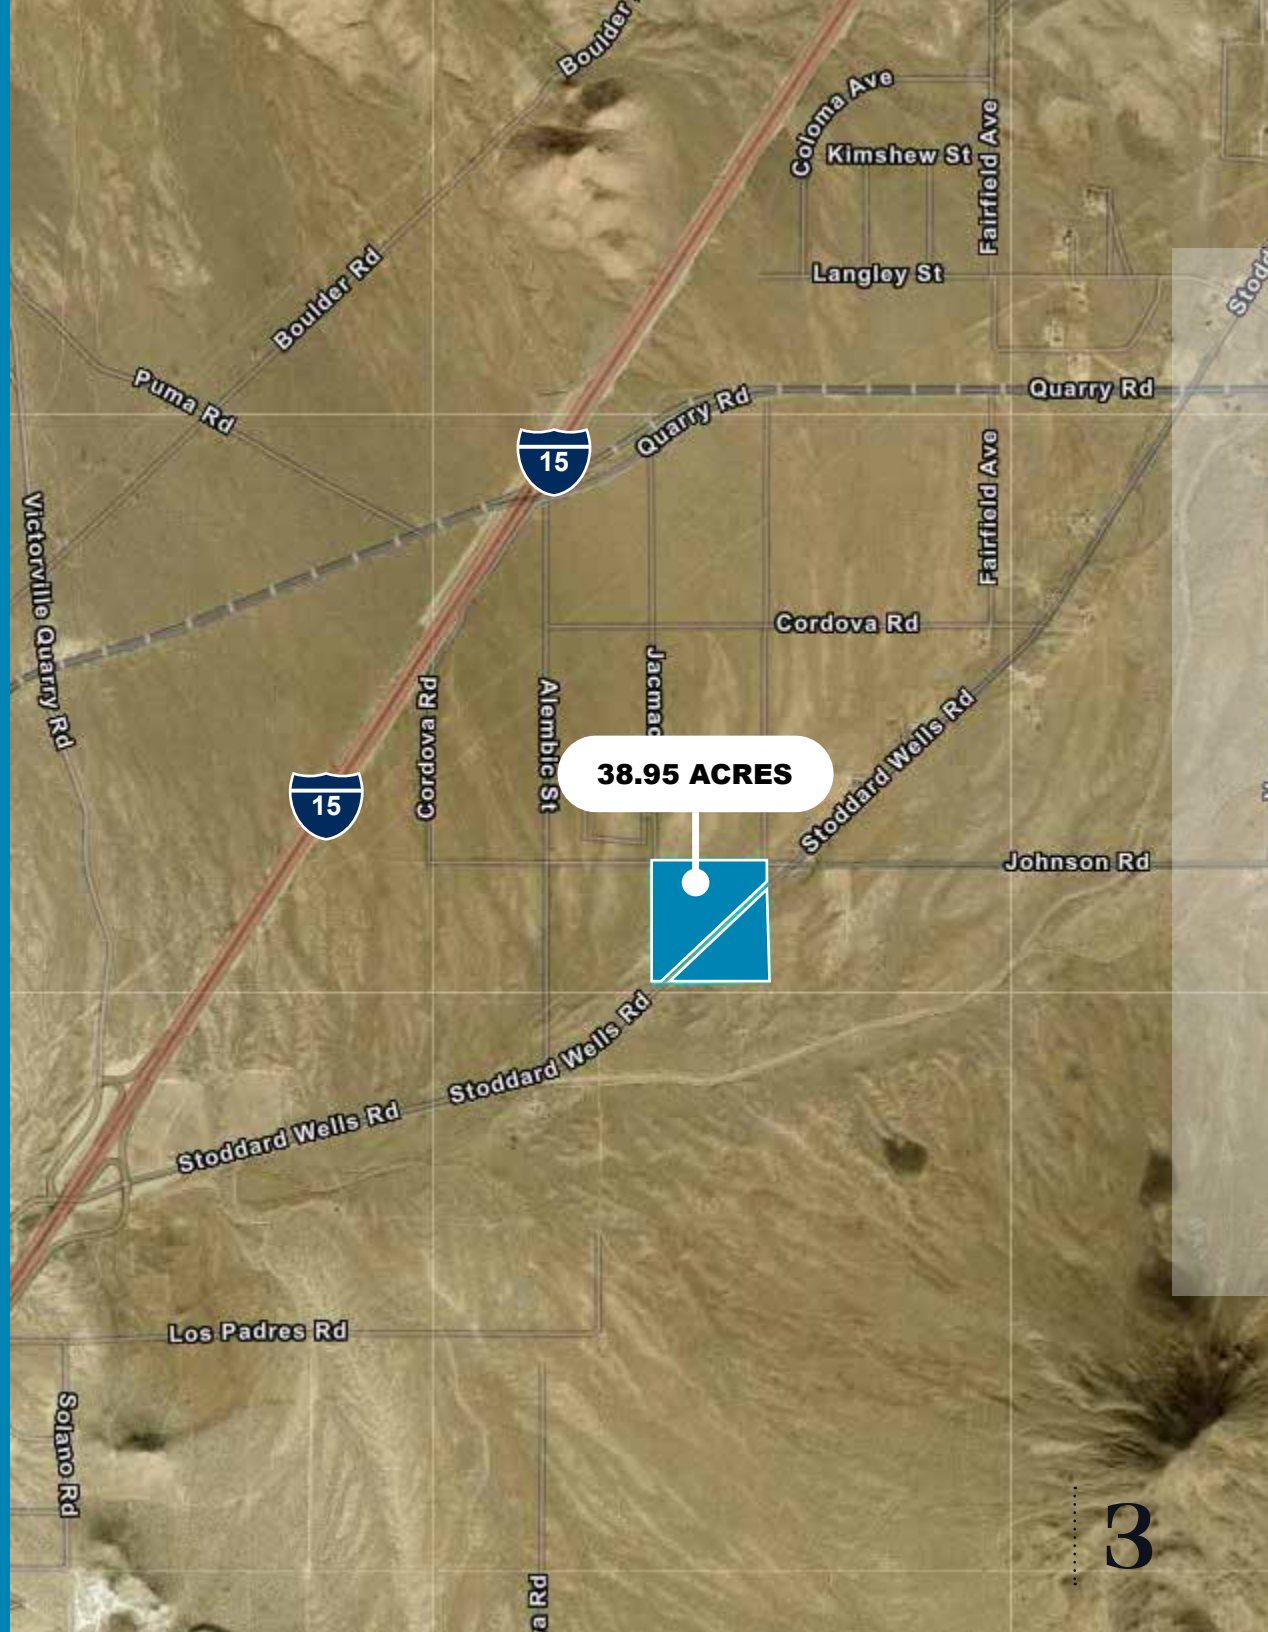 Boulder
Coloma Ave
Kimshew St
Fairfield Ave
Langley St
Boulder Rd
Puma Rd
Quarry Rd
Quarry Rd
15
Fairfield Ave
Victorville Quarry Rd
Cordova Rd
Cordova Rd
Alembic St
Stoddard Wells Rd
38.95 ACRES
15
Johnson Rd
Stoddard Wells Rd
Stoddard Wells Rd
Los Padres Rd
Solano Rd
3